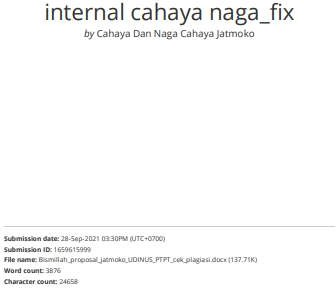 internal cahaya naga_fix
by Cahaya Dan Naga Cahaya Jatmoko
Submission date: 28-Sep-2021 03:30PM (UTC+0700)
Submission ID: 1659615999
File name: Bismillah_proposal_jatmoko_UDINUS_PTPT_cek_plagiasi.docx (137.71K)
Word count: 3876
Character count: 24658